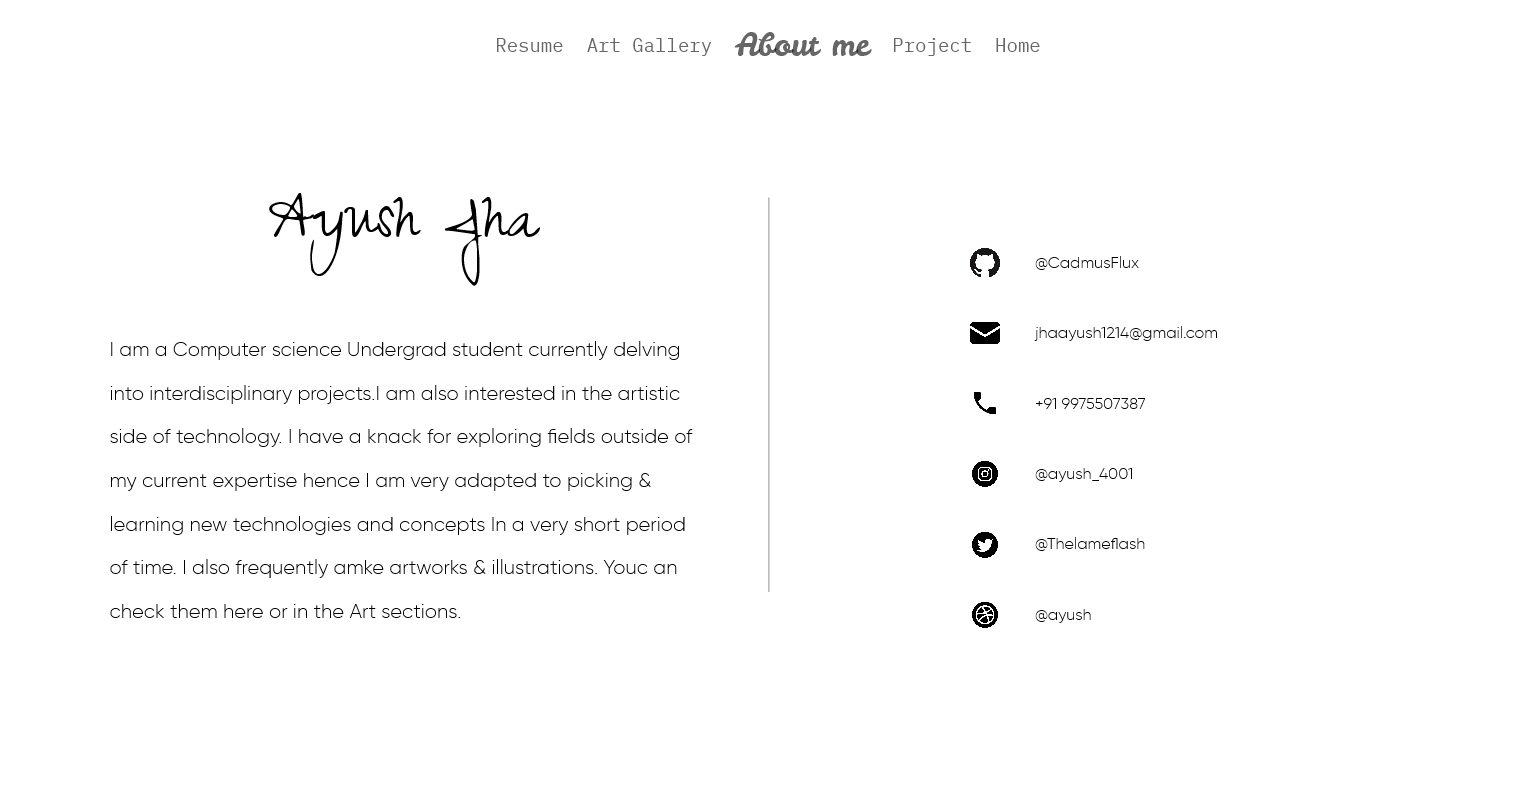 Resume Art Gallery About me Project Home
Ayush Jha
I am a Computer science Undergrad student currently delving
into interdisciplinary projects.I am also interested in the artistic
side of technology. I have a knack for exploring fields outside of
my current expertise hence I am very adapted to picking &
learning new technologies and concepts In a very short period
of time. I also frequently amke artworks & illustrations. Youc an
check them here or in the Art sections.
@CadmusFlux
jhaayush1214@gmail.com
+91 9975507387
@ayush_4001
@Thelameflash
@ayush